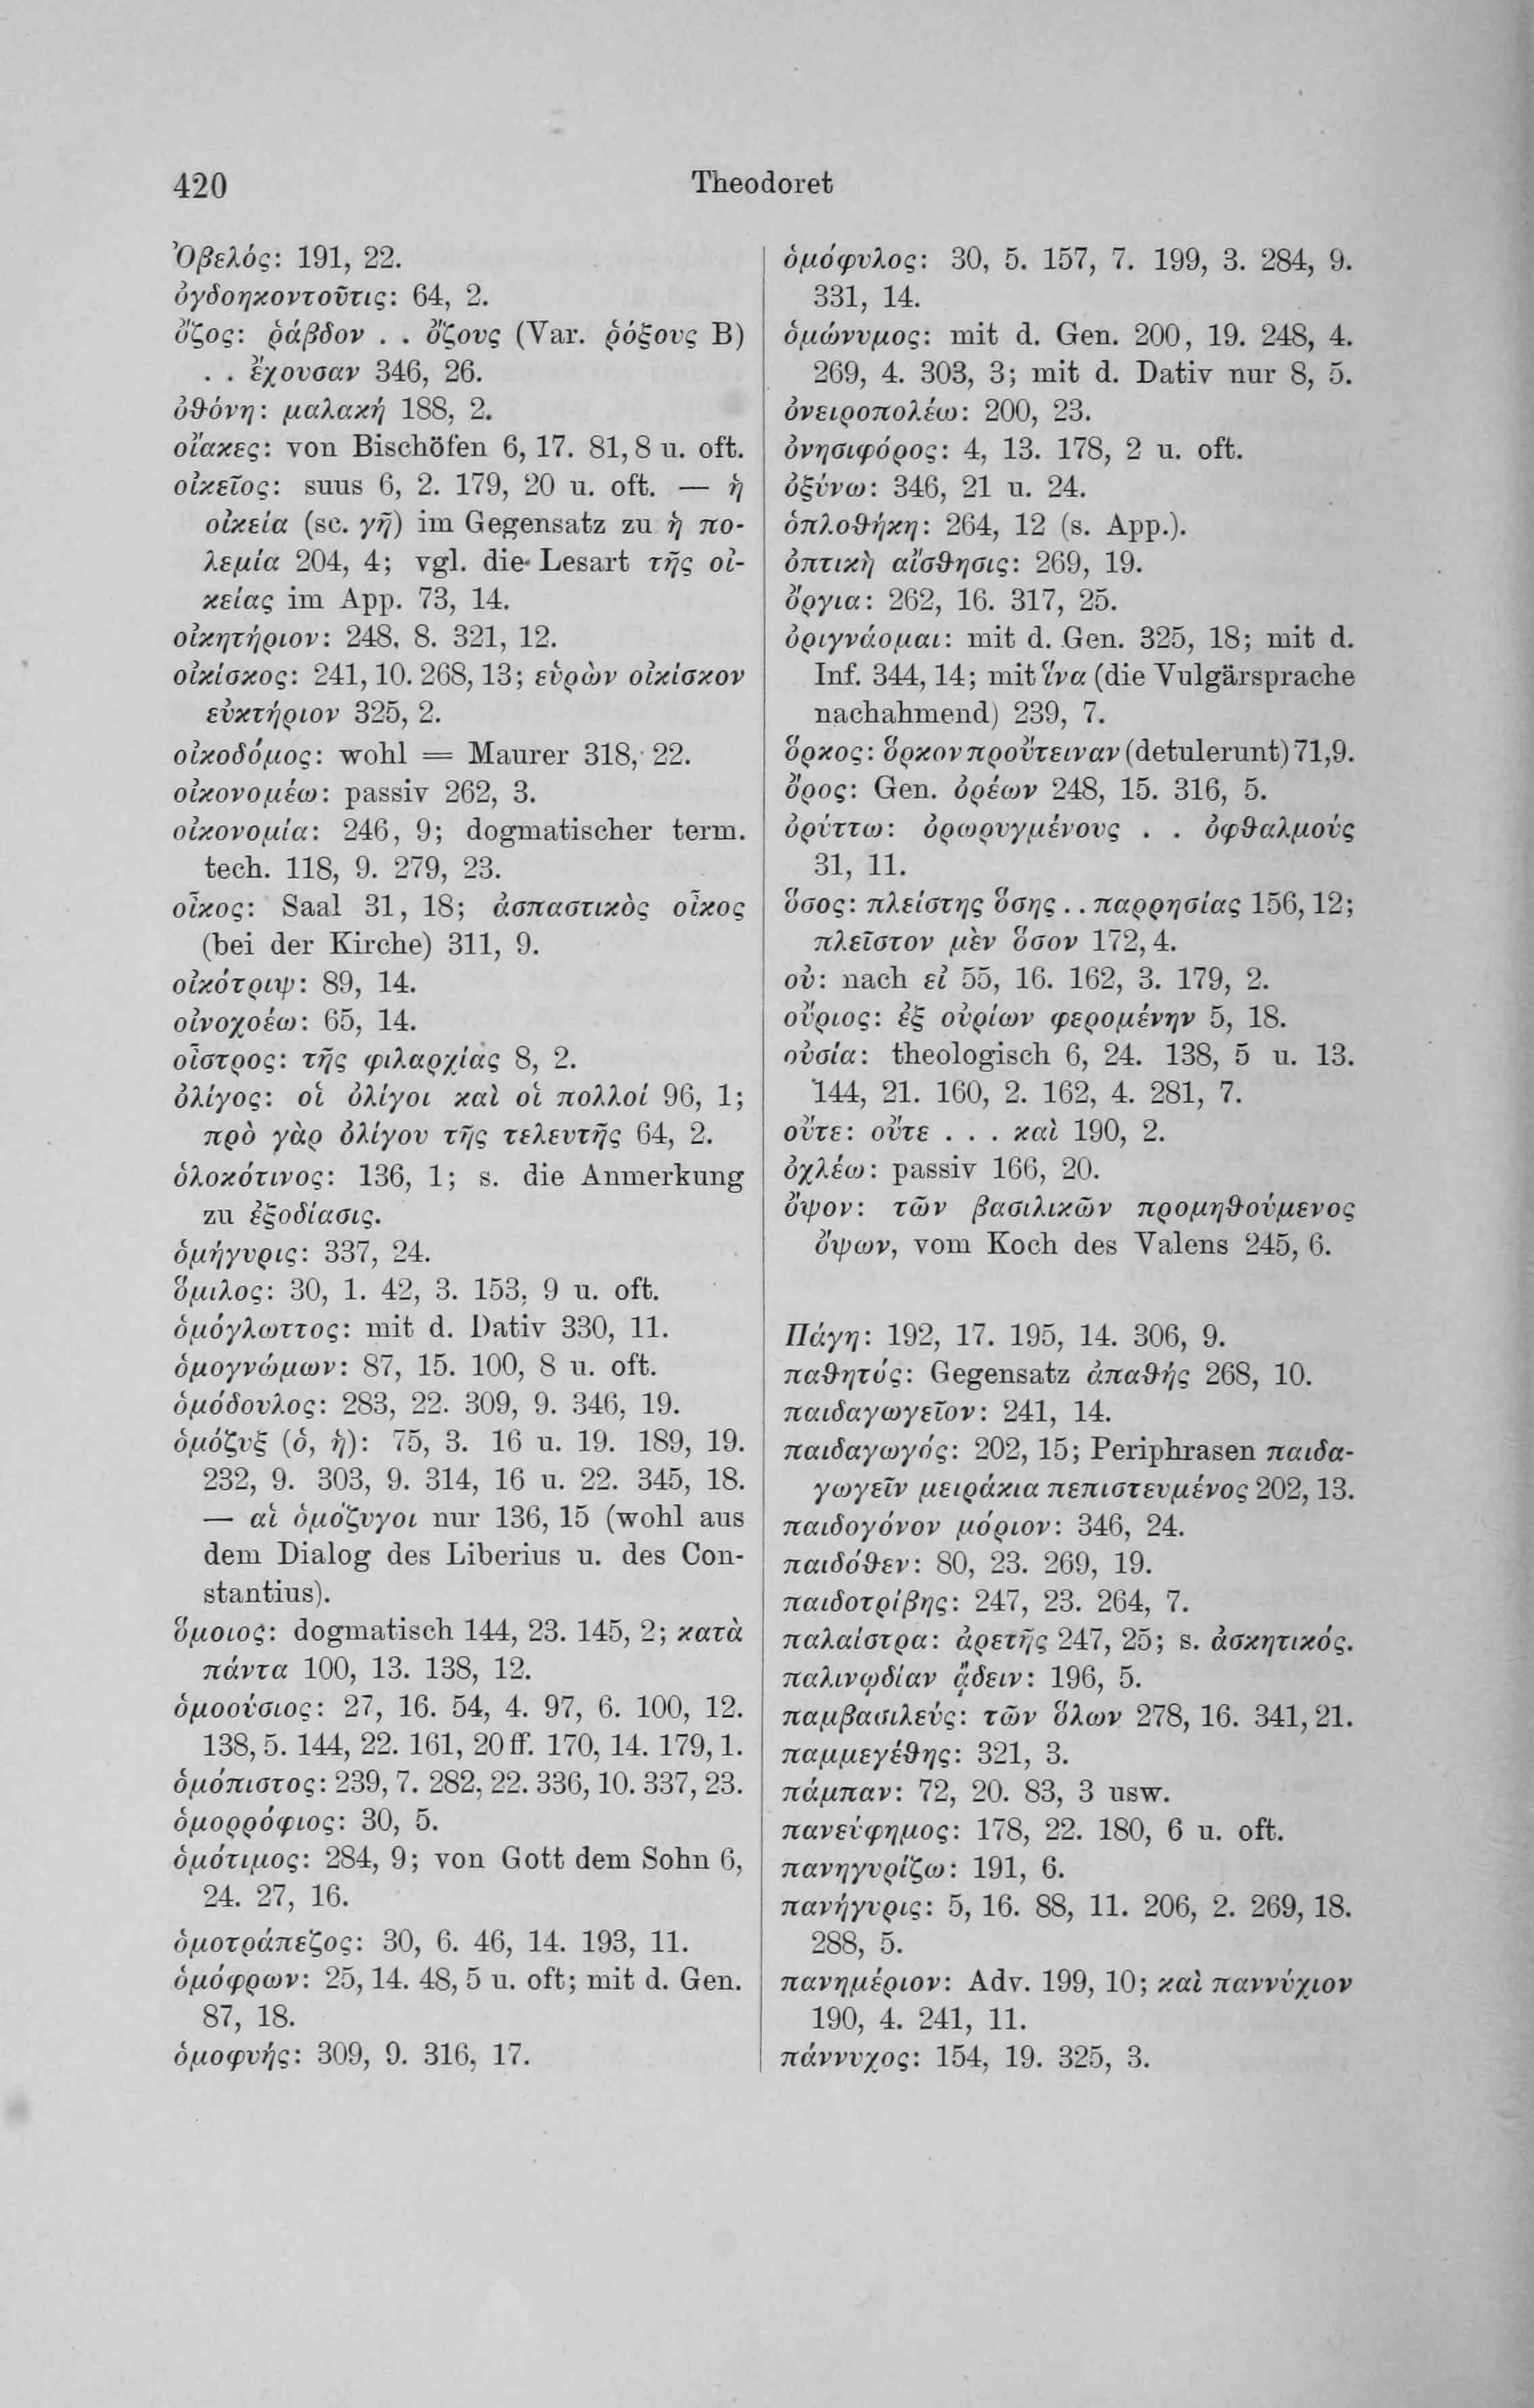 420
Theodoret
Ὀβελός: 191, 22.
ὀγδοηκοντοῦτις: 64, 2.
ὄζος: ῥάβδον . . ὄζους (Var. ῥόξους B)
. . ἔχουσαν 346, 26.
ὀθόνη: μαλακή 188, 2.
οἴακες: von Bischöfen 6, 17. 81, 8 u. oft.
οἰκεῖος: suus 6, 2. 179, 20 u. oft. — ἡ
οἰκεία (sc. γῆ) im Gegensatz zu ἡ πο-
λεμία 204, 4; vgl. die Lesart τῆς οἰ-
κείας im App. 73, 14.
οἰκητήριον: 248, 8. 321, 12.
οἰκίσκος: 241, 10. 268, 13; εὑρὼν οἰκίσκον
εὐκτήριον 325, 2.
οἰκοδόμος: wohl = Maurer 318, 22.
οἰκονομέω: passiv 262, 3.
οἰκονομία: 246, 9; dogmatischer term.
tech. 118, 9. 279, 23.
οἶκος: Saal 31, 18; ἀσπαστικὸς οἶκος
(bei der Kirche) 311, 9.
οἰκότριψ: 89, 14.
οἰνοχοέω: 65, 14.
οἶστρος: τῆς φιλαρχίας 8, 2.
ὀλίγος: οἱ ὀλίγοι καὶ οἱ πολλοί 96, 1;
πρὸ γὰρ ὀλίγου τῆς τελευτῆς 64, 2.
ὁλοκότινος: 136, 1; s. die Anmerkung
zu ἐξοδίασις.
ὁμήγυρις: 337, 24.
ὅμιλος: 30, 1. 42, 3. 153, 9 u. oft.
ὁμόγλωττος: mit d. Dativ 330, 11.
ὁμογνώμων: 87, 15. 100, 8 u. oft.
ὁμόδουλος: 283, 22. 309, 9. 346, 19.
ὁμόζυξ (ὁ, ἡ): 75, 3. 16 u. 19. 189, 19.
232, 9. 303, 9. 314, 16 u. 22. 345, 18.
— αἱ ὁμόζυγοι nur 136, 15 (wohl aus
dem Dialog des Liberius u. des Con-
stantius).
ὅμοιος: dogmatisch 144, 23. 145, 2; κατὰ
πάντα 100, 13. 138, 12.
ὁμοούσιος: 27, 16. 54, 4. 97, 6. 100, 12.
138, 5. 144, 22. 161, 20 ff. 170, 14. 179, 1.
ὁμόπιστος: 239, 7. 282, 22. 336, 10. 337, 23.
ὁμορρόφιος: 30, 5.
ὁμότιμος: 284, 9; von Gott dem Sohn 6,
24. 27, 16.
ὁμοτράπεζος: 30, 6. 46, 14. 193, 11.
ὁμόφρων: 25, 14. 48, 5 u. oft; mit d. Gen.
87, 18.
ὁμοφυής: 309, 9. 316, 17.
ὁμόφυλος: 30, 5. 157, 7. 199, 3. 284, 9.
331, 14.
ὁμώνυμος: mit d. Gen. 200, 19. 248, 4.
269, 4. 303, 3; mit d. Dativ nur 8, 5.
ὀνειροπολέω: 200, 23.
ὀνησιφόρος: 4, 13. 178, 2 u. oft.
ὀξύνω: 346, 21 u. 24.
ὁπλοθήκη: 264, 12 (s. App.).
ὀπτικὴ αἴσθησις: 269, 19.
ὄργια: 262, 16. 317, 25.
ὀριγνάομαι: mit d. Gen. 325, 18; mit d.
Inf. 344, 14; mit ἵνα (die Vulgärsprache
nachahmend) 239, 7.
ὅρκος: ὅρκον προὔτειναν (detulerunt) 71, 9.
ὄρος: Gen. ὀρέων 248, 15. 316, 5.
ὀρύττω: ὀρωρυγμένους . . ὀφθαλμούς
31, 11.
ὅσος: πλείστης ὅσης . . παρρησίας 156, 12;
πλεῖστον μὲν ὅσον 172, 4.
οὐ: nach εἰ 55, 16. 162, 3. 179, 2.
οὔριος: ἐξ οὐρίων φερομένην 5, 18.
οὐσία: theologisch 6, 24. 138, 5 u. 13.
144, 21. 160, 2. 162, 4. 281, 7.
οὔτε: οὔτε . . . καὶ 190, 2.
ὀχλέω: passiv 166, 20.
ὄψον: τῶν βασιλικῶν προμηθούμενος
ὄψων, vom Koch des Valens 245, 6.
Πάγη: 192, 17. 195, 14. 306, 9.
παθητός: Gegensatz ἀπαθής 268, 10.
παιδαγωγεῖον: 241, 14.
παιδαγωγός: 202, 15; Periphrasen παιδα-
γωγεῖν μειράκια πεπιστευμένος 202, 13.
παιδογόνον μόριον: 346, 24.
παιδόθεν: 80, 23. 269, 19.
παιδοτρίβης: 247, 23. 264, 7.
παλαίστρα: ἀρετῆς 247, 25; s. ἀσκητικός.
παλινῳδίαν ᾄδειν: 196, 5.
παμβασιλεύς: τῶν ὅλων 278, 16. 341, 21.
παμμεγέθης: 321, 3.
πάμπαν: 72, 20. 83, 3 usw.
πανεύφημος: 178, 22. 180, 6 u. oft.
πανηγυρίζω: 191, 6.
πανήγυρις: 5, 16. 88, 11. 206, 2. 269, 18.
288, 5.
πανημέριον: Adv. 199, 10; καὶ παννύχιον
190, 4. 241, 11.
πάννυχος: 154, 19. 325, 3.